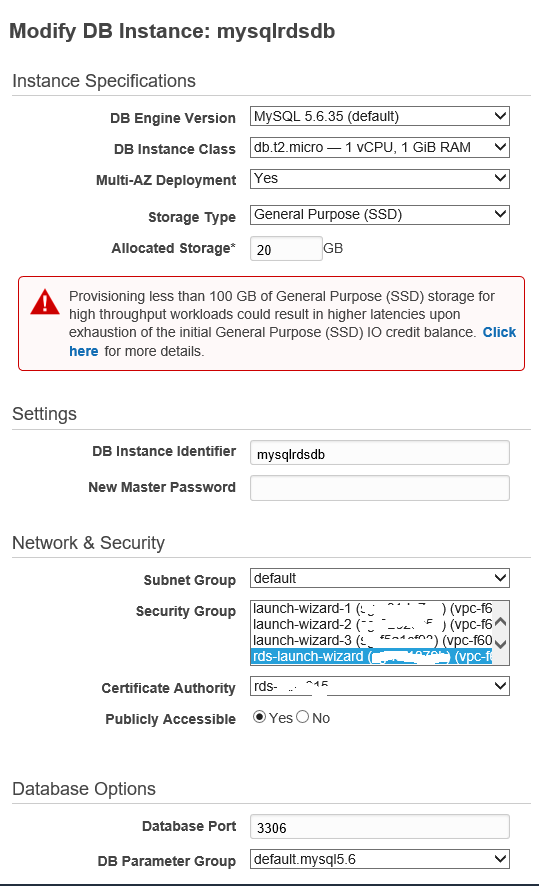 Modify DB Instance: mysqlrdsdb
Instance Specifications
DB Engine Version MySQL 5.6.35 (default)
DB Instance Class db.t2.micro — 1 vCPU, 1 GiB RAM
Multi-AZ Deployment Yes
Storage Type General Purpose (SSD)
Allocated Storage* 20 GB
Provisioning less than 100 GB of General Purpose (SSD) storage for
high throughput workloads could result in higher latencies upon
exhaustion of the initial General Purpose (SSD) IO credit balance. Click
here for more details.
Settings
DB Instance Identifier mysqlrdsdb
New Master Password
Network & Security
Subnet Group default
Security Group launch-wizard-1 ( ) (vpc-f6
launch-wizard-2 ( ) (vpc-f6
launch-wizard-3 ( ) (vpc-f60
rds-launch-wizard ( ) (vpc-f
Certificate Authority rds-
Publicly Accessible Yes No
Database Options
Database Port 3306
DB Parameter Group default.mysql5.6